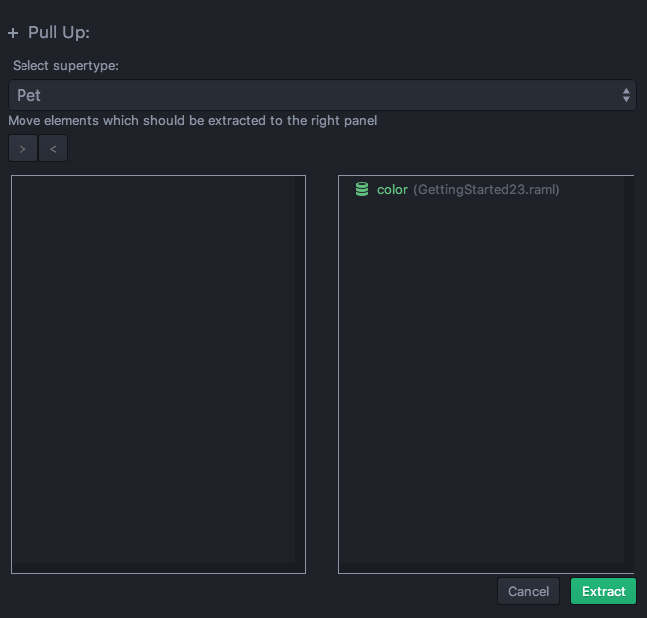 + Pull Up:
Select supertype:
Pet
Move elements which should be extracted to the right panel
> <
color (GettingStarted23.raml)
Cancel Extract